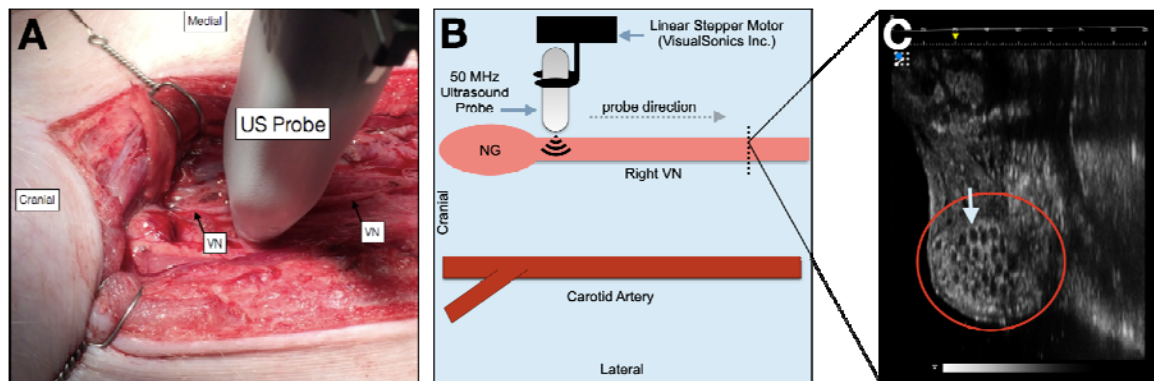 A
Medial
US Probe
Cranial
VN
VN
B
Linear Stepper Motor
(VisualSonics Inc.)
50 MHz
Ultrasound
Probe
probe direction
NG
Right VN
Cranial
Carotid Artery
Lateral
C